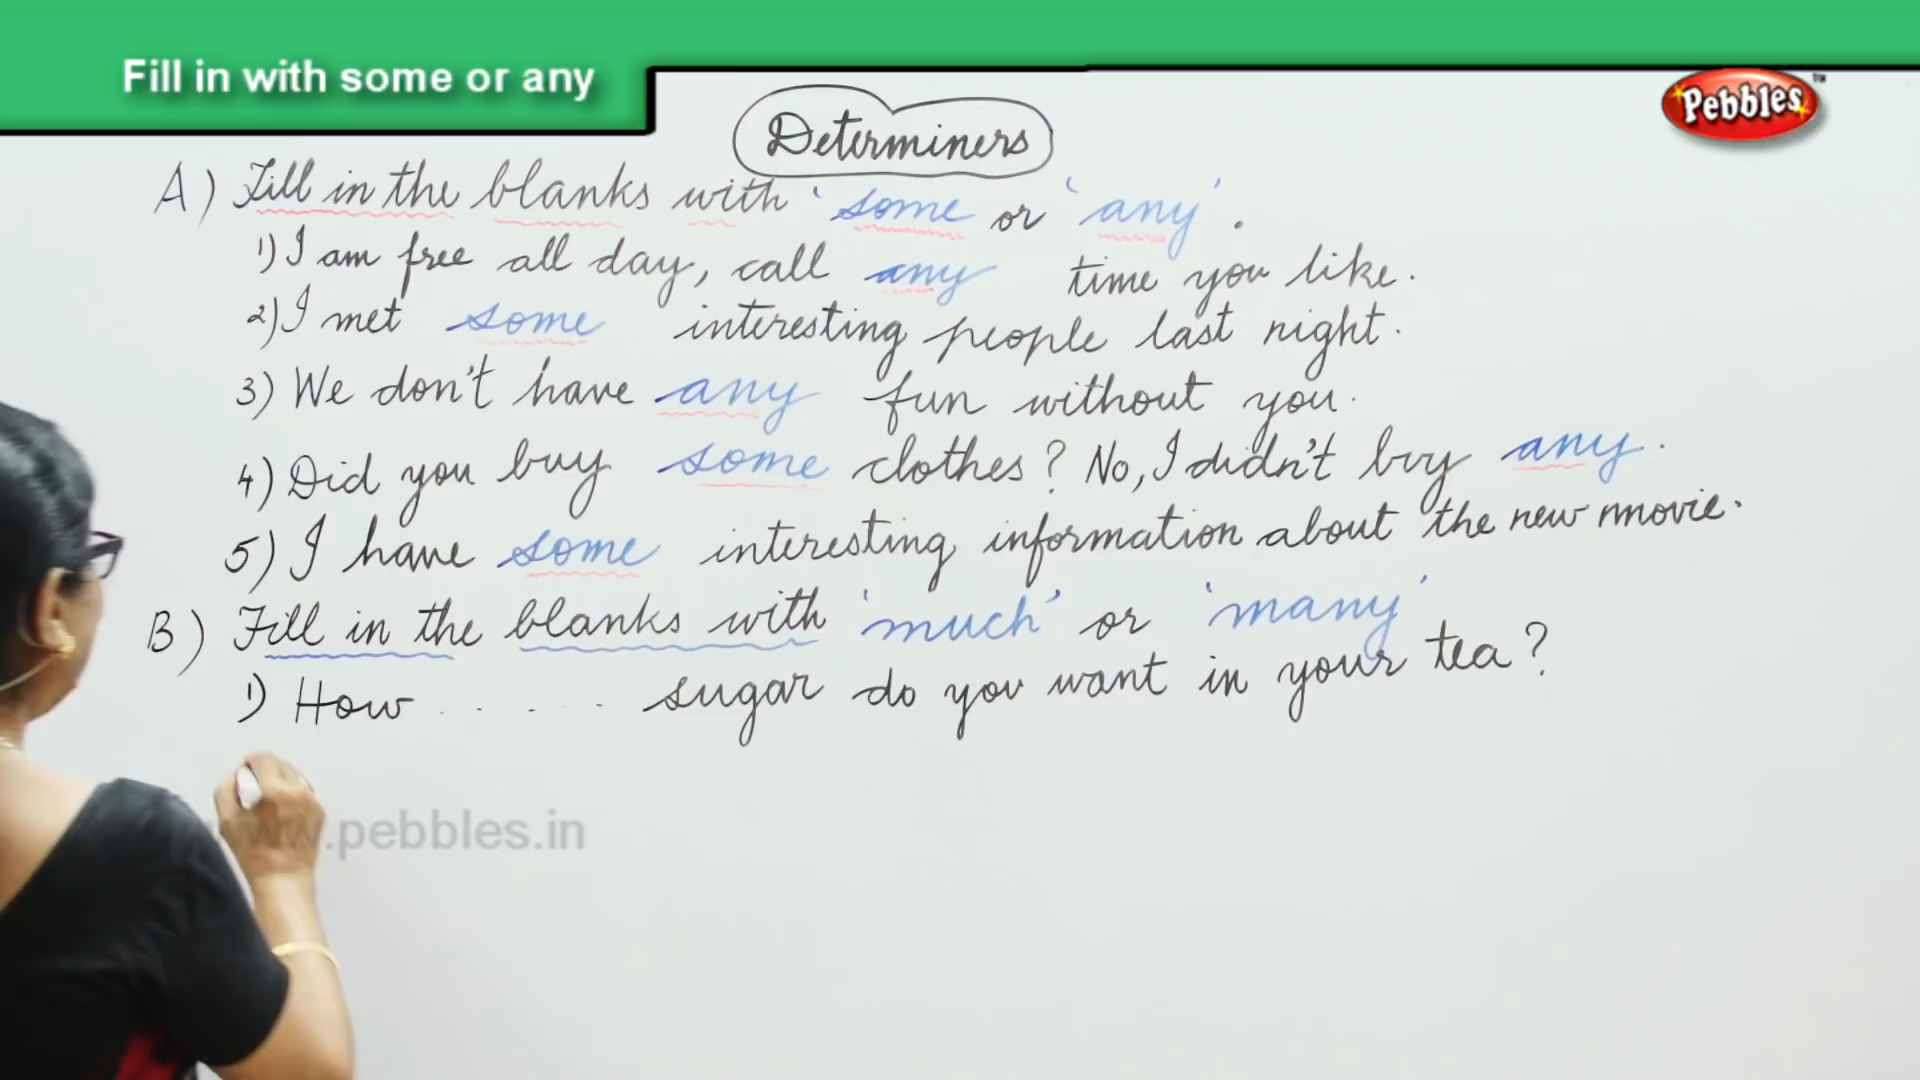 Fill in with some or any
Pebbles™
Determiners
A) Fill in the blanks with 'some or 'any'.
1) I am free all day, call any time you like.
2) I met some interesting people last night.
3) We don't have any fun without you.
4) Did you buy some clothes? No, I didn't buy any.
5) I have some interesting information about the new movie.
B) Fill in the blanks with 'much' or 'many'
1) How ..... sugar do you want in your tea?
www.pebbles.in